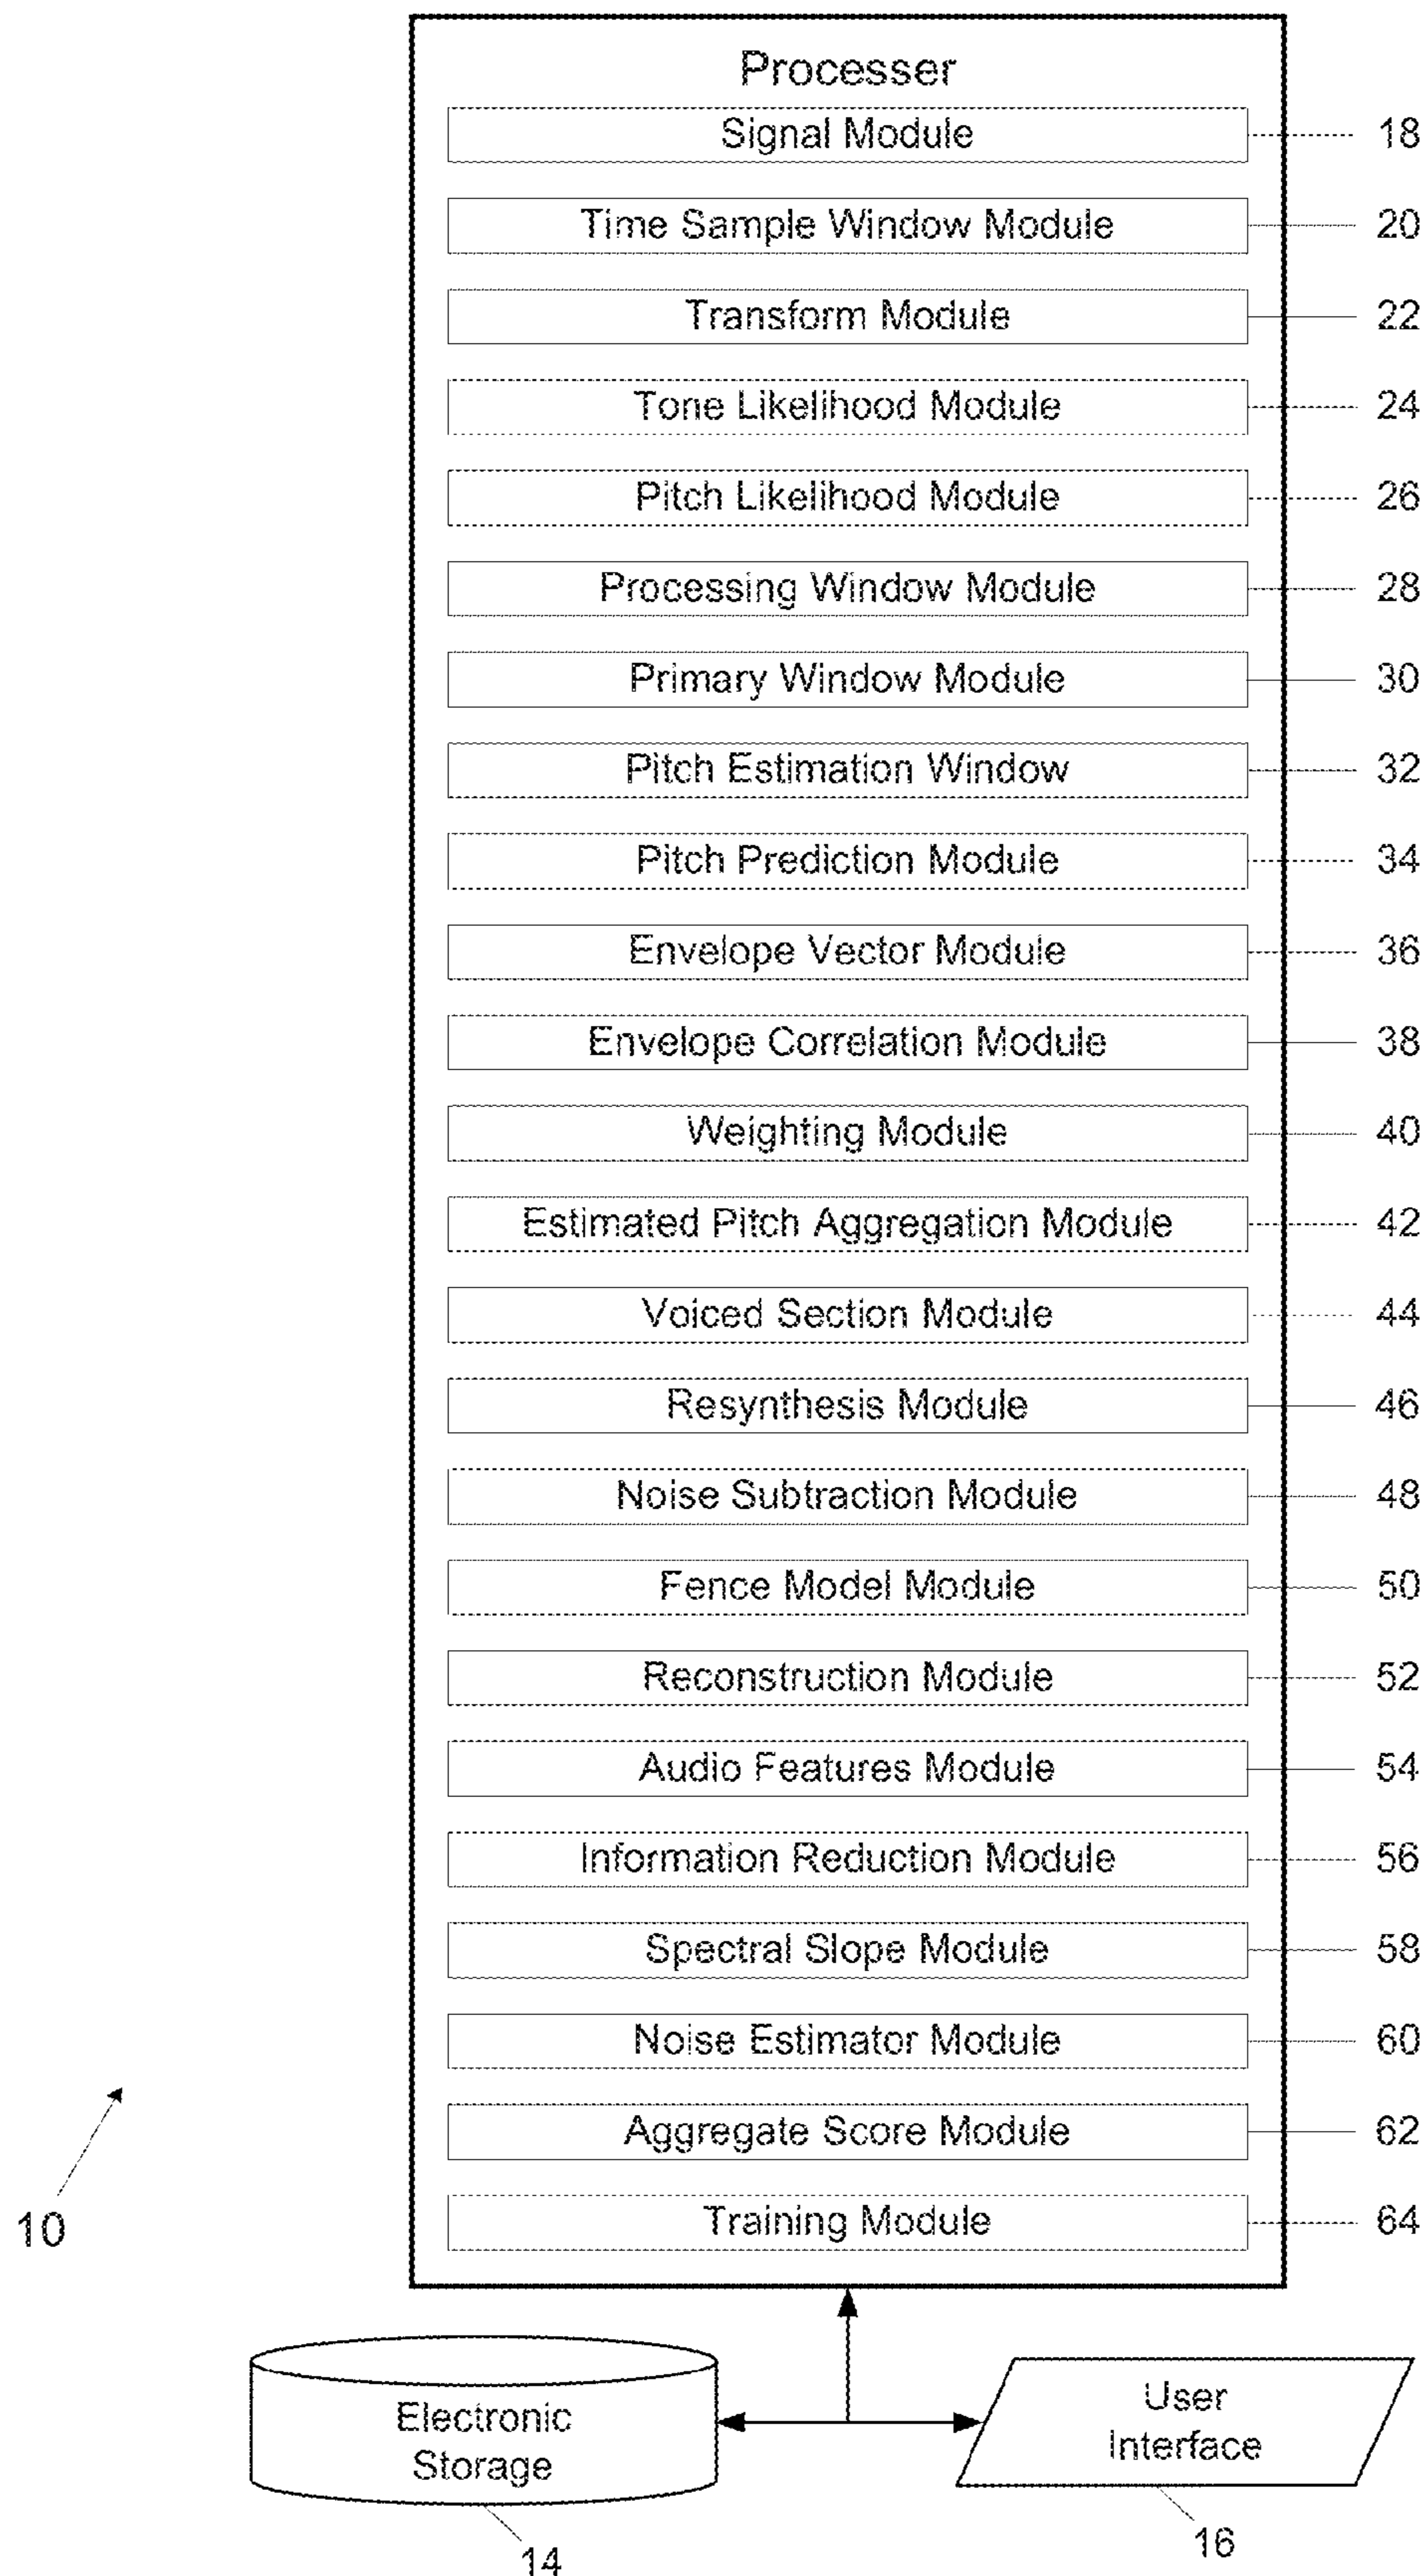 Processer
Signal Module 18
Time Sample Window Module 20
Transform Module 22
Tone Likelihood Module 24
Pitch Likelihood Module 26
Processing Window Module 28
Primary Window Module 30
Pitch Estimation Window 32
Pitch Prediction Module 34
Envelope Vector Module 36
Envelope Correlation Module 38
Weighting Module 40
Estimated Pitch Aggregation Module 42
Voiced Section Module 44
Resynthesis Module 46
Noise Subtraction Module 48
Fence Model Module 50
Reconstruction Module 52
Audio Features Module 54
Information Reduction Module 56
Spectral Slope Module 58
Noise Estimator Module 60
Aggregate Score Module 62
Training Module 64
10
Electronic
Storage
14
User
Interface
16